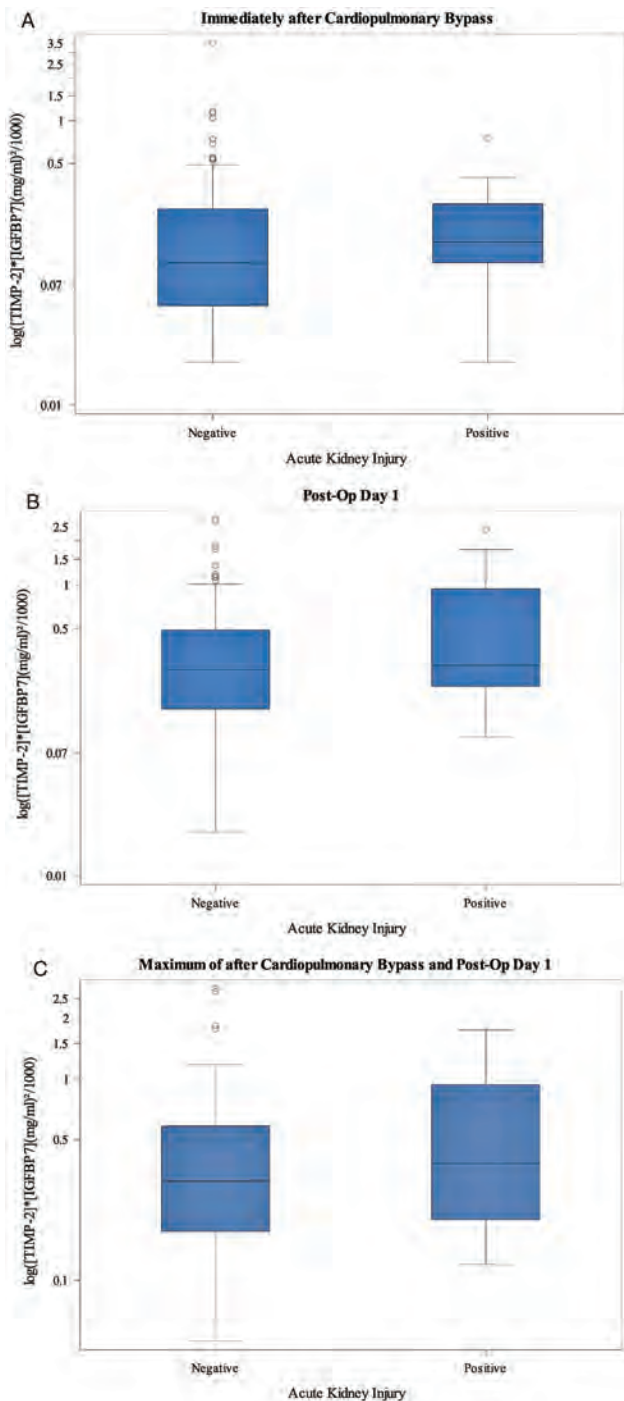 A
Immediately after Cardiopulmonary Bypass
log([TIMP-2]*[IGFBP7](mg/ml)²/1000)
3.5
2.5
1.5
1
0.5
0.07
0.01
Negative
Positive
Acute Kidney Injury
B
Post-Op Day 1
log([TIMP-2]*[IGFBP7](mg/ml)²/1000)
2.5
1.5
1
0.5
0.07
0.01
Negative
Positive
Acute Kidney Injury
C
Maximum of after Cardiopulmonary Bypass and Post-Op Day 1
log([TIMP-2]*[IGFBP7](mg/ml)²/1000)
2.5
2
1.5
1
0.5
0.1
Negative
Positive
Acute Kidney Injury